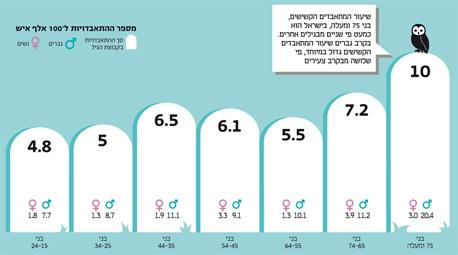 מספר ההתאבדויות ל־100 אלף איש
סך ההתאבדויות
בקבוצת הגיל
גברים
נשים
שיעור המתאבדים הקשישים,
בני 75 ומעלה, בישראל הוא
כמעט פי שניים מבגילים אחרים.
בקרב גברים שיעור המתאבדים
הקשישים גדול במיוחד, פי
שלושה מבקרב צעירים
4.8
5
6.5
6.1
5.5
7.2
10
1.8 7.7
1.3 8.7
1.9 11.1
3.3 9.1
1.3 10.1
3.9 11.2
3.0 20.4
בני
24-15
בני
34-25
בני
44-35
בני
54-45
בני
64-55
בני
74-65
בני
75 ומעלה